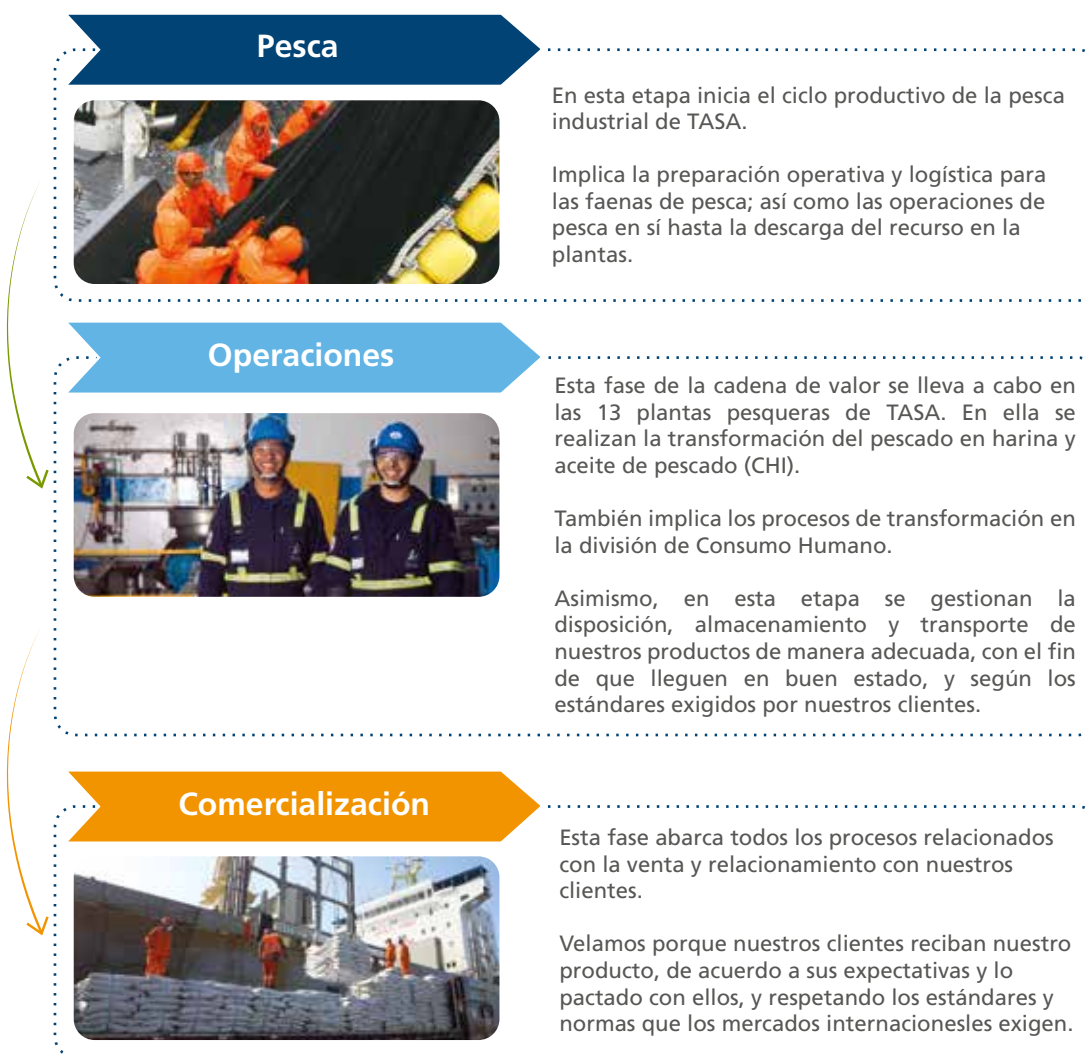 Pesca
En esta etapa inicia el ciclo productivo de la pesca
industrial de TASA.
Implica la preparación operativa y logística para
las faenas de pesca; así como las operaciones de
pesca en sí hasta la descarga del recurso en la
plantas.
Operaciones
Esta fase de la cadena de valor se lleva a cabo en
las 13 plantas pesqueras de TASA. En ella se
realizan la transformación del pescado en harina y
aceite de pescado (CHI).
También implica los procesos de transformación en
la división de Consumo Humano.
Asimismo, en esta etapa se gestionan la
disposición, almacenamiento y transporte de
nuestros productos de manera adecuada, con el fin
de que lleguen en buen estado, y según los
estándares exigidos por nuestros clientes.
Comercialización
Esta fase abarca todos los procesos relacionados
con la venta y relacionamiento con nuestros
clientes.
Velamos porque nuestros clientes reciban nuestro
producto, de acuerdo a sus expectativas y lo
pactado con ellos, y respetando los estándares y
normas que los mercados internacionesles exigen.